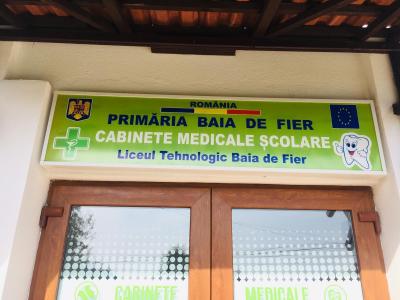 ROMÂNIA
PRIMĂRIA BAIA DE FIER
CABINETE MEDICALE ȘCOLARE
Liceul Tehnologic Baia de Fier
CABINETE MEDICALE